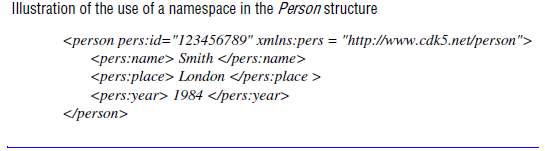 Illustration of the use of a namespace in the Person structure
<person pers:id="123456789" xmlns:pers = "http://www.cdk5.net/person">
<pers:name> Smith </pers:name>
<pers:place> London </pers:place >
<pers:year> 1984 </pers:year>
</person>